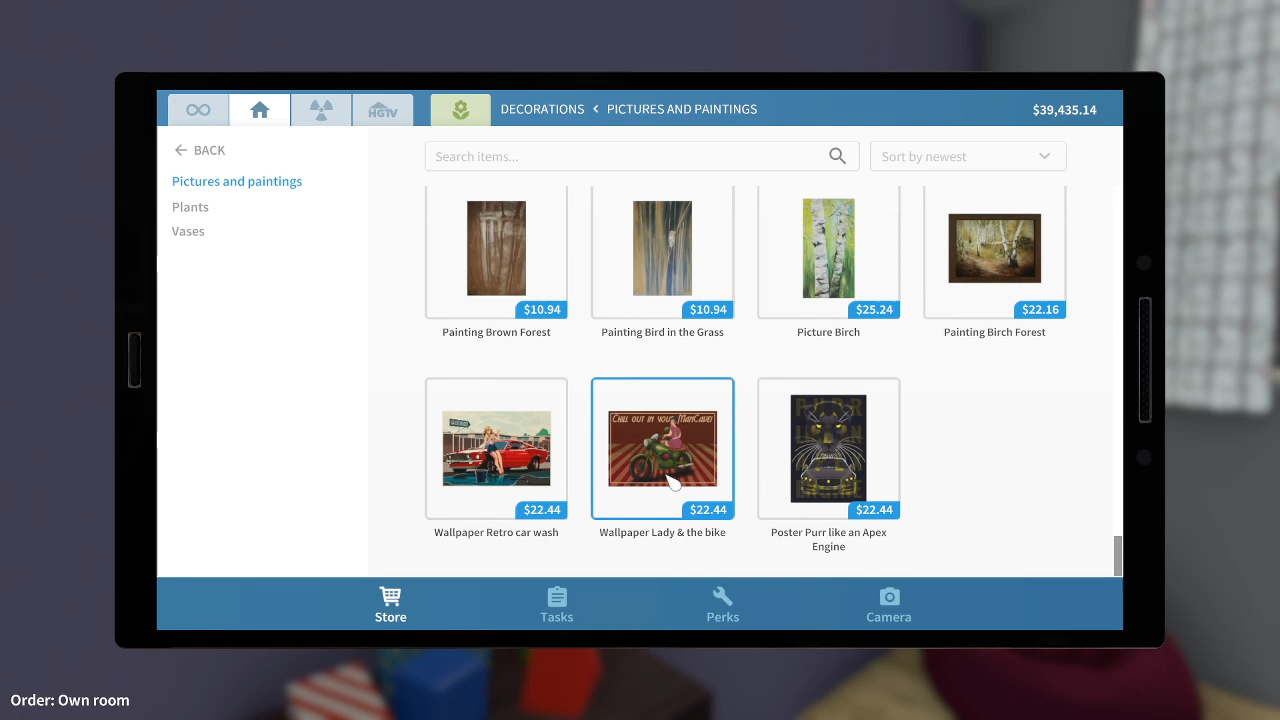 HGTV
DECORATIONS < PICTURES AND PAINTINGS
$39,435.14
BACK
Search items...
Sort by newest
Pictures and paintings
Plants
Vases
$10.94
$10.94
$25.24
$22.16
Painting Brown Forest
Painting Bird in the Grass
Picture Birch
Painting Birch Forest
CHILL OUT IN YOUR MANCAVE!
PURR
$22.44
$22.44
$22.44
Wallpaper Retro car wash
Wallpaper Lady & the bike
Poster Purr like an Apex
Engine
Store
Tasks
Perks
Camera
Order: Own room